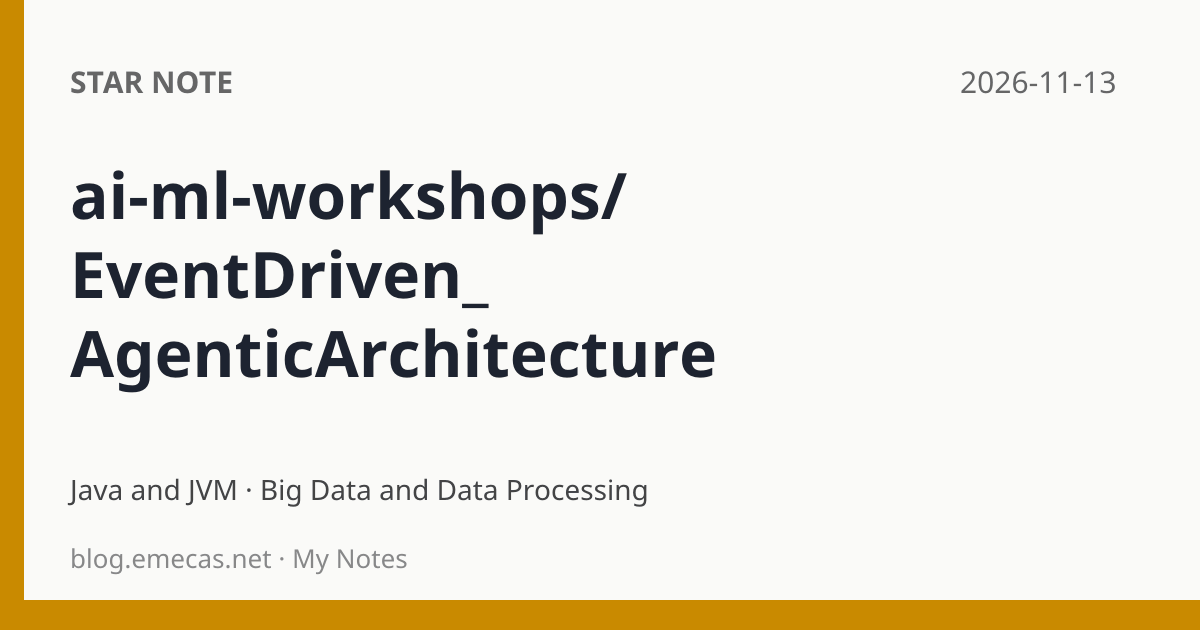 STAR NOTE
2026-11-13
ai-ml-workshops/
EventDriven_
AgenticArchitecture
Java and JVM · Big Data and Data Processing
blog.emecas.net · My Notes